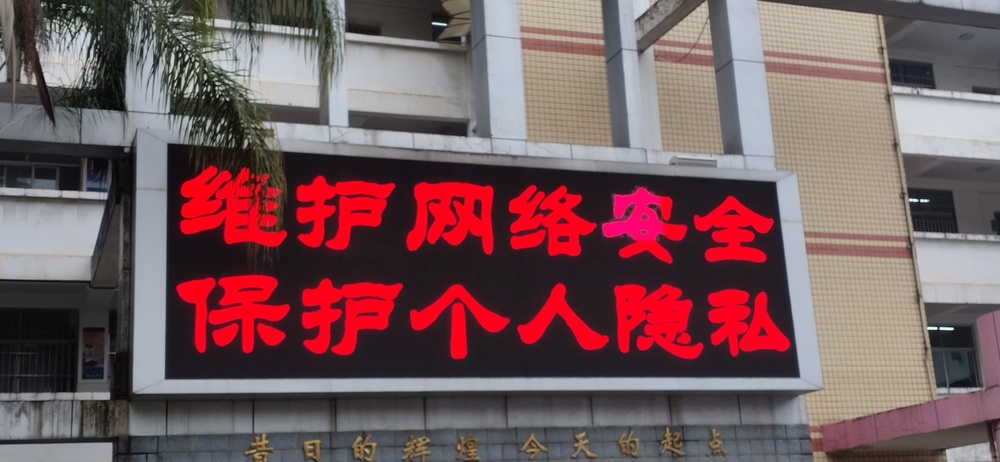 维护网络安全
保护个人隐私
昔日的辉煌 今天的起点